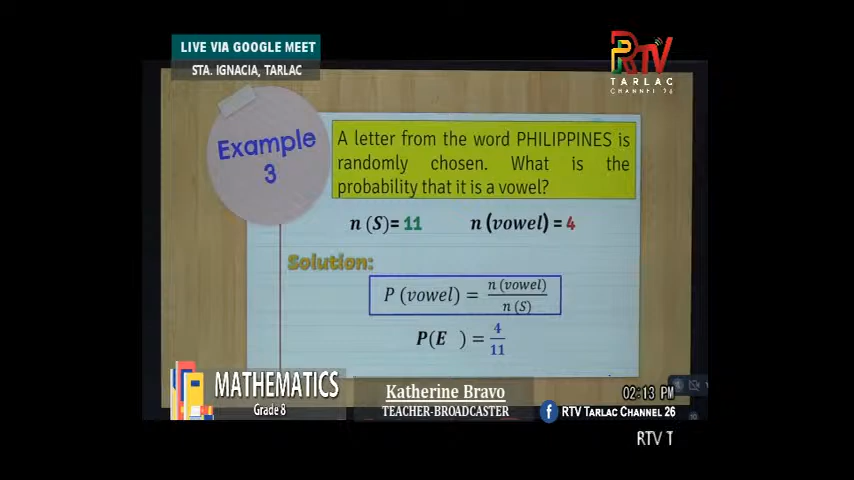 LIVE VIA GOOGLE MEET
STA. IGNACIA, TARLAC
RTV
TARLAC
CHANNEL 26
Example
3
A letter from the word PHILIPPINES is
randomly chosen. What is the
probability that it is a vowel?
n (S)= 11 n (vowel) = 4
Solution:
P (vowel) = n (vowel) / n (S)
P(E ) = 4 / 11
MATHEMATICS
Grade 8
Katherine Bravo
TEACHER-BROADCASTER
02:13 PM
RTV TARLAC CHANNEL 26
RTV T